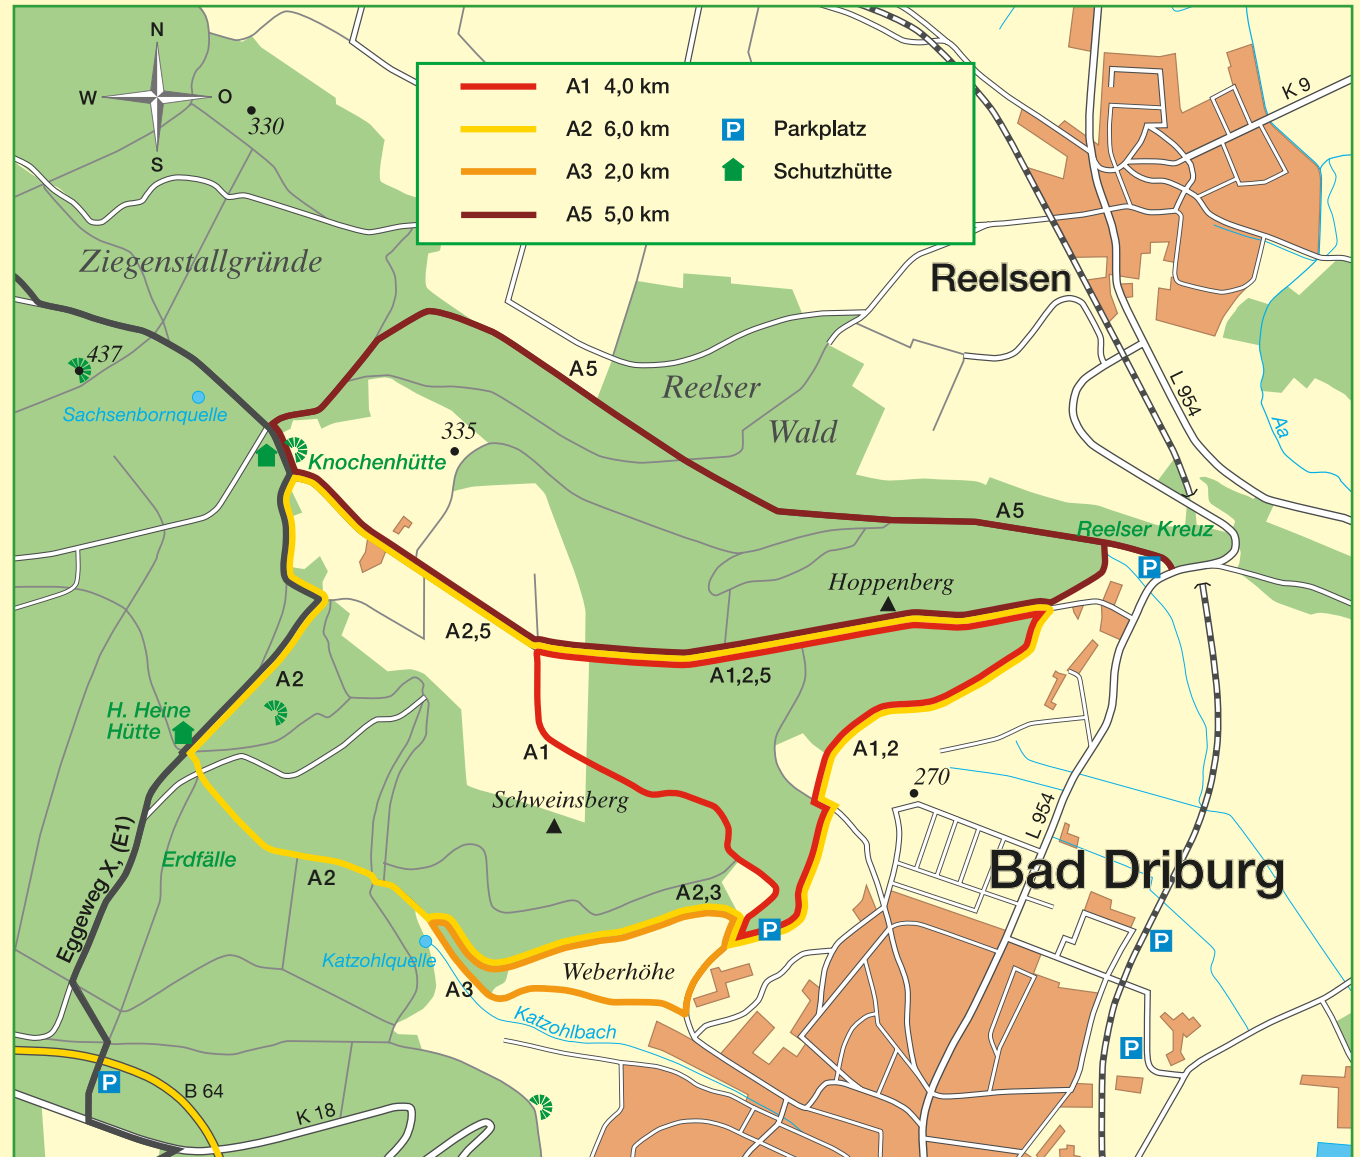 N
W
O
S
330
A1 4,0 km
A2 6,0 km
A3 2,0 km
A5 5,0 km
P Parkplatz
Schutzhütte
K 9
Ziegenstallgründe
Reelsen
437
Sachsenbornquelle
A5
Reelser
Wald
L 954
Aa
335
Knochenhütte
A5
Reelser Kreuz
P
Hoppenberg
A2,5
A1,2,5
A2
H. Heine
Hütte
A1
A1,2
270
Schweinsberg
L 954
Bad Driburg
Erdfälle
A2
A2,3
Eggeweg X, (E1)
P
P
Katzohlquelle
Weberhöhe
A3
Katzohlbach
P
P
B 64
K 18